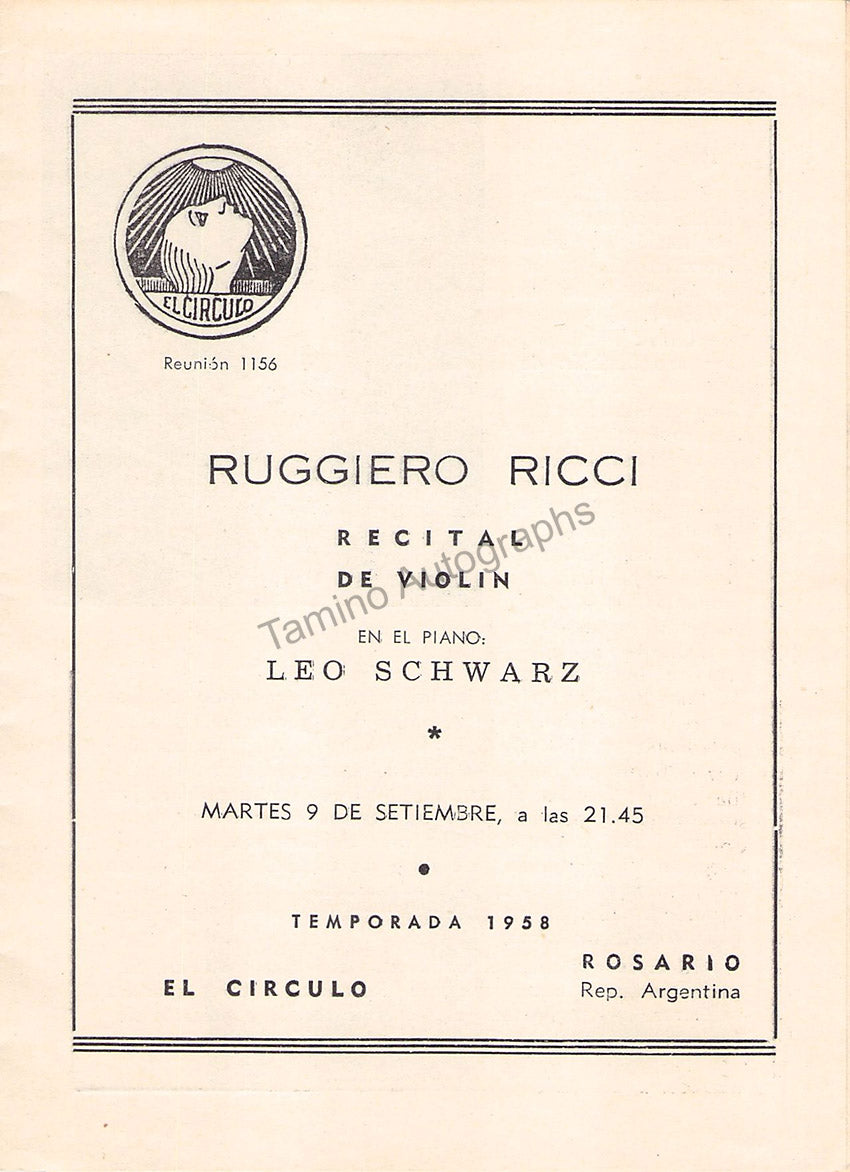 EL CIRCULO
Reunión 1156
RUGGIERO RICCI
RECITAL
DE VIOLIN
EN EL PIANO:
LEO SCHWARZ
*
MARTES 9 DE SETIEMBRE, a las 21.45
•
TEMPORADA 1958
EL CIRCULO
ROSARIO
Rep. Argentina
Tamino Autographs